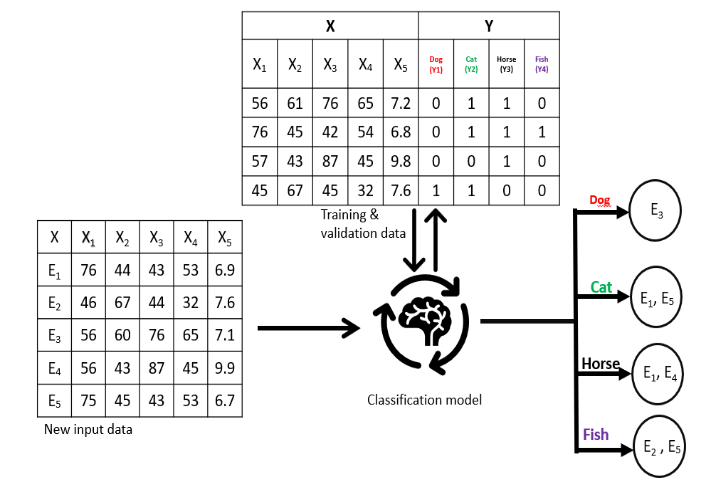 X Y
X₁ X₂ X₃ X₄ X₅ Dog (Y1) Cat (Y2) Horse (Y3) Fish (Y4)
56 61 76 65 7.2 0 1 1 0
76 45 42 54 6.8 0 1 1 1
57 43 87 45 9.8 0 0 1 0
45 67 45 32 7.6 1 1 0 0
Training &
validation data
X X₁ X₂ X₃ X₄ X₅
E₁ 76 44 43 53 6.9
E₂ 46 67 44 32 7.6
E₃ 56 60 76 65 7.1
E₄ 56 43 87 45 9.9
E₅ 75 45 43 53 6.7
New input data
Classification model
Dog
E₃
Cat
E₁, E₅
Horse
E₁, E₄
Fish
E₂ , E₅